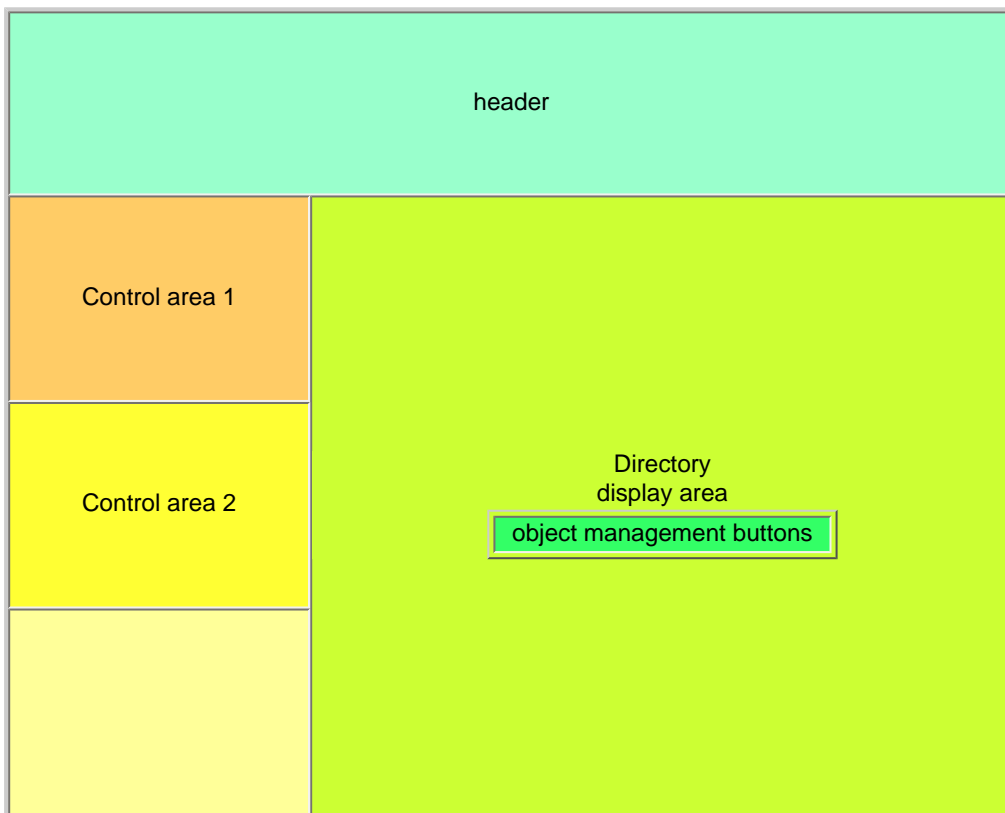 header
Control area 1
Control area 2
Directory
display area
object management buttons